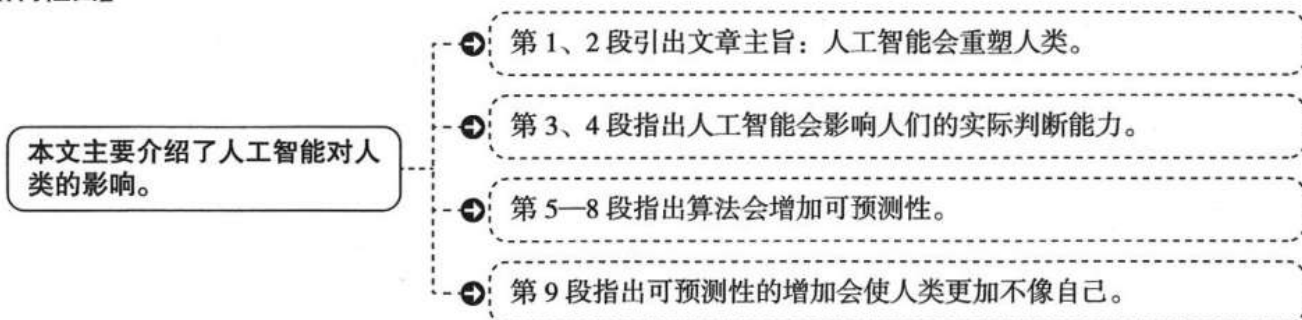 本文主要介绍了人工智能对人
类的影响。
第 1、2 段引出文章主旨：人工智能会重塑人类。
第 3、4 段指出人工智能会影响人们的实际判断能力。
第 5—8 段指出算法会增加可预测性。
第 9 段指出可预测性的增加会使人类更加不像自己。